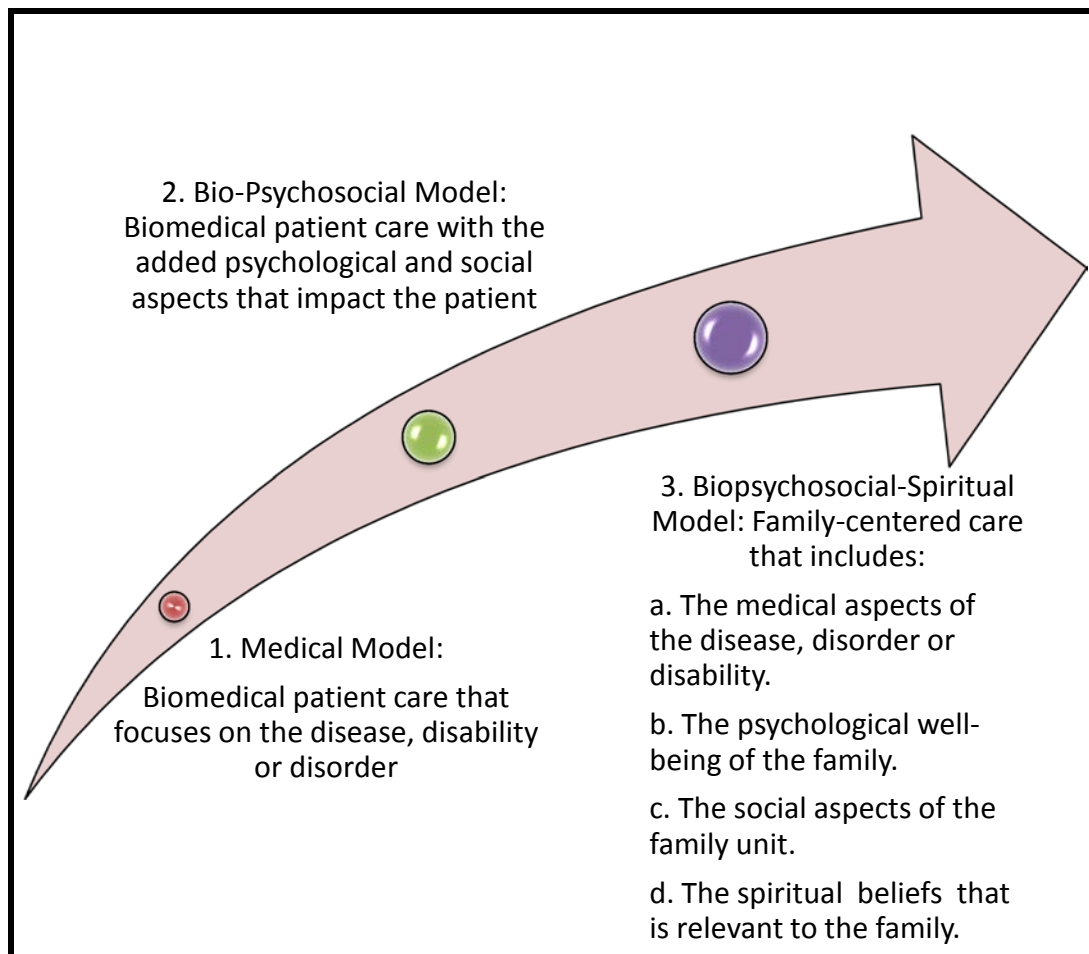 2. Bio-Psychosocial Model:
Biomedical patient care with the
added psychological and social
aspects that impact the patient
1. Medical Model:
Biomedical patient care that
focuses on the disease, disability
or disorder
3. Biopsychosocial-Spiritual
Model: Family-centered care
that includes:
a. The medical aspects of
the disease, disorder or
disability.
b. The psychological well-
being of the family.
c. The social aspects of the
family unit.
d. The spiritual  beliefs  that
is relevant to the family.